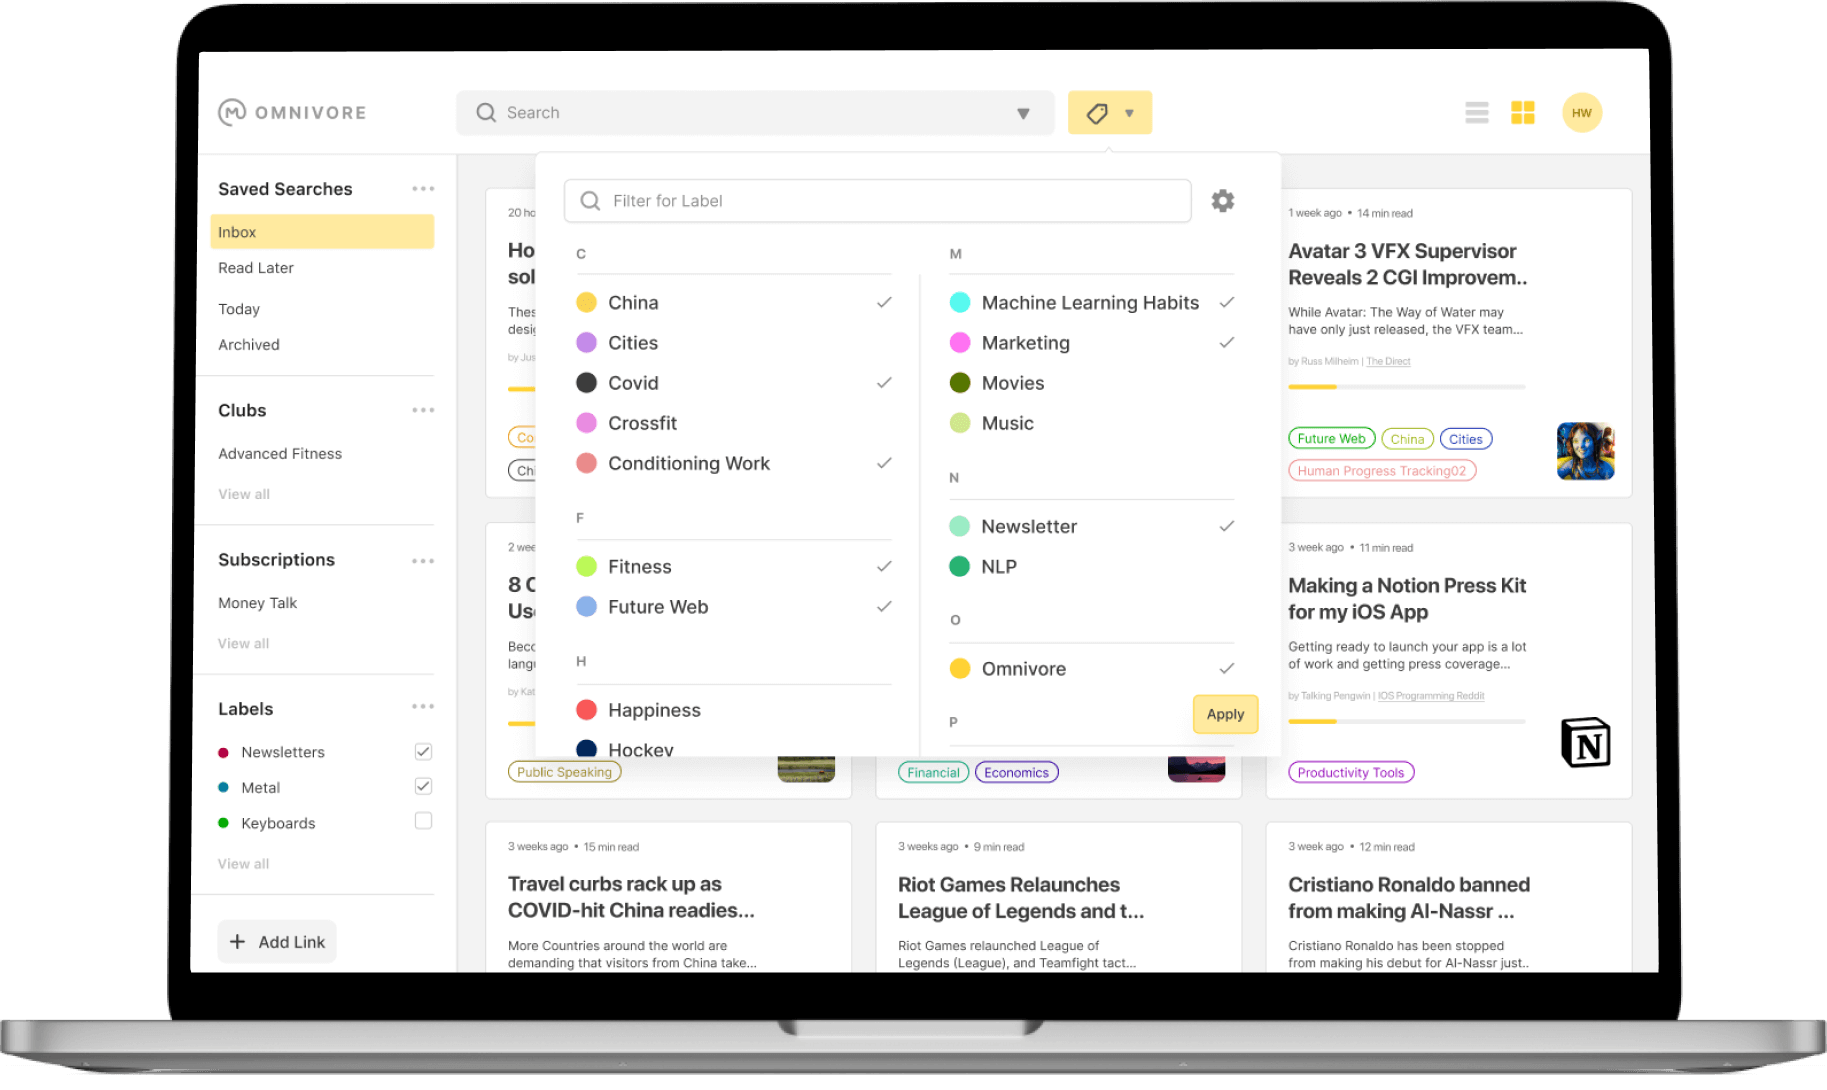 OMNIVORE
Search
HW
Saved Searches
Inbox
Read Later
Today
Archived
Clubs
Advanced Fitness
View all
Subscriptions
Money Talk
View all
Labels
Newsletters
Metal
Keyboards
View all
+ Add Link
Filter for Label
C
China
Cities
Covid
Crossfit
Conditioning Work
F
Fitness
Future Web
H
Happiness
Hockey
M
Machine Learning Habits
Marketing
Movies
Music
N
Newsletter
NLP
O
Omnivore
P
Apply
20 ho
Ho
sol
Thes
desig
by Jus
Co
Chi
1 week ago • 14 min read
Avatar 3 VFX Supervisor
Reveals 2 CGI Improvem..
While Avatar: The Way of Water may
have only just released, the VFX team...
by Russ Milheim | The Direct
Future Web China Cities
Human Progress Tracking02
2 wee
8 C
Use
Becc
langu
by Kat
Public Speaking
Financial Economics
3 week ago • 11 min read
Making a Notion Press Kit
for my iOS App
Getting ready to launch your app is a lot
of work and getting press coverage...
by Talking Pengwin | IOS Programming Reddit
N
Productivity Tools
3 weeks ago • 15 min read
Travel curbs rack up as
COVID-hit China readies...
More Countries around the world are
demanding that visitors from China take...
3 weeks ago • 9 min read
Riot Games Relaunches
League of Legends and t...
Riot Games relaunched League of
Legends (League), and Teamfight tact...
3 week ago • 12 min read
Cristiano Ronaldo banned
from making Al-Nassr ...
Cristiano Ronaldo has been stopped
from making his debut for Al-Nassr just..